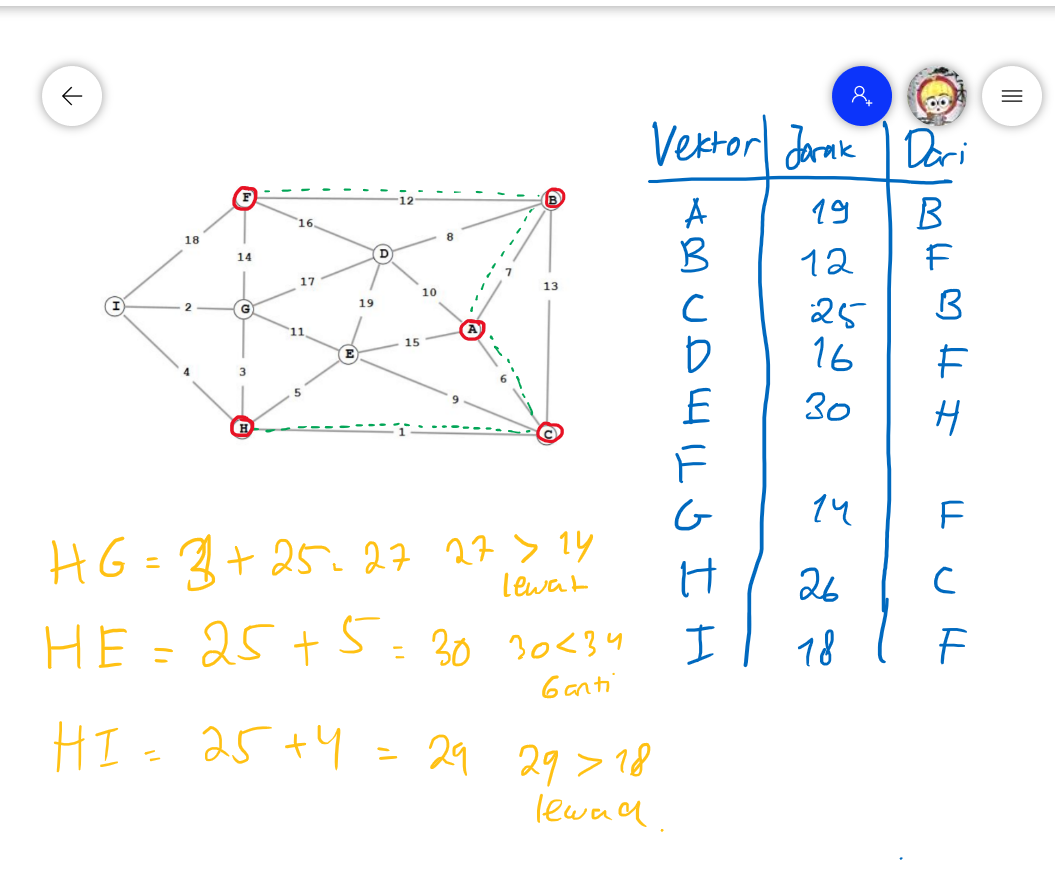 Vektor Jarak Dari
A 19 B
B 12 F
C 25 B
D 16 F
E 30 H
F
G 14 F
H 26 C
I 18 F
F 12 B
16
8
18
D
14
7
17
10
13
19
I 2 G
11
A
15
E
6
4
3
5
9
H 1 C
HG = 3 + 25 = 27 27 > 14
lewat
HE = 25 + 5 = 30 30 < 34
Ganti
HI = 25 + 4 = 29 29 > 18